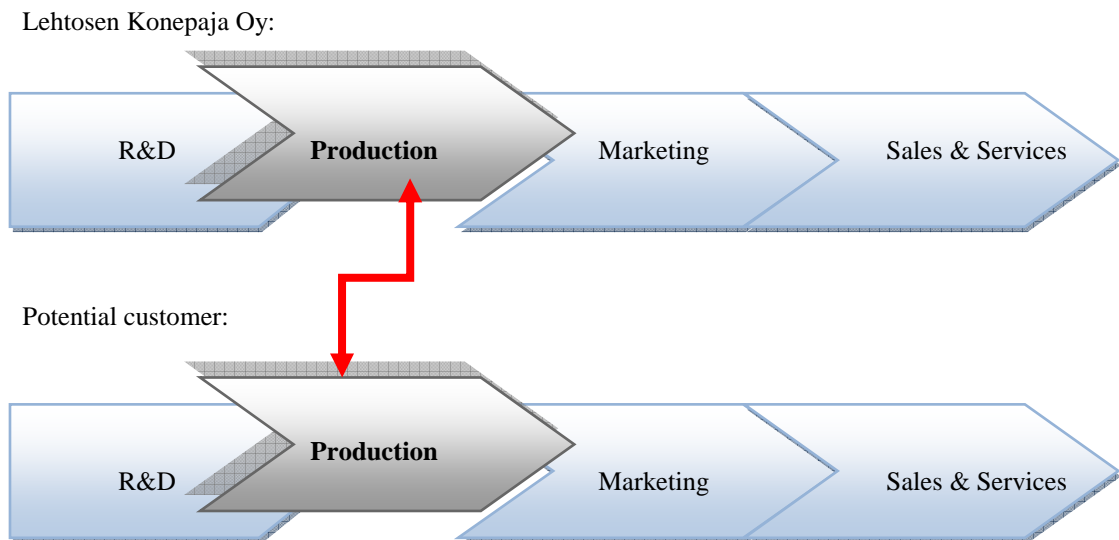 Lehtosen Konepaja Oy:
R&D
Production
Marketing
Sales & Services
Potential customer:
R&D
Production
Marketing
Sales & Services